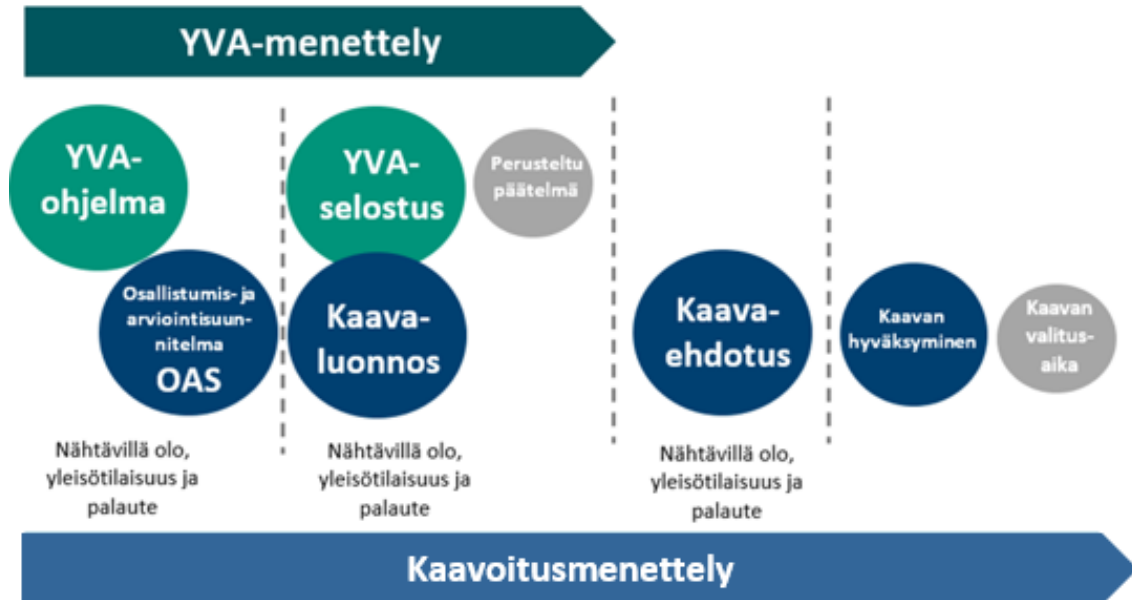 YVA-menettely
YVA-
ohjelma
YVA-
selostus
Perusteltu
päätelmä
Osallistumis- ja
arviointisuun-
nitelma
OAS
Kaava-
luonnos
Kaava-
ehdotus
Kaavan
hyväksyminen
Kaavan
valitus-
aika
Nähtävillä olo,
yleisötilaisuus ja
palaute
Nähtävillä olo,
yleisötilaisuus ja
palaute
Nähtävillä olo,
yleisötilaisuus ja
palaute
Kaavoitusmenettely